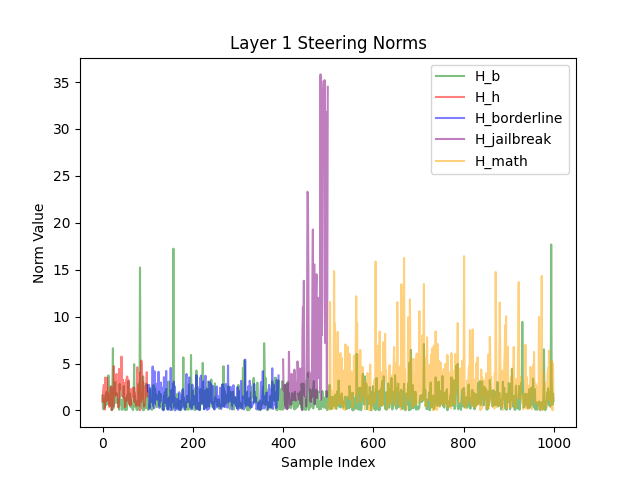 Layer 1 Steering Norms
H_b
H_h
H_borderline
H_jailbreak
H_math
Norm Value
35
30
25
20
15
10
5
0
0 200 400 600 800 1000
Sample Index